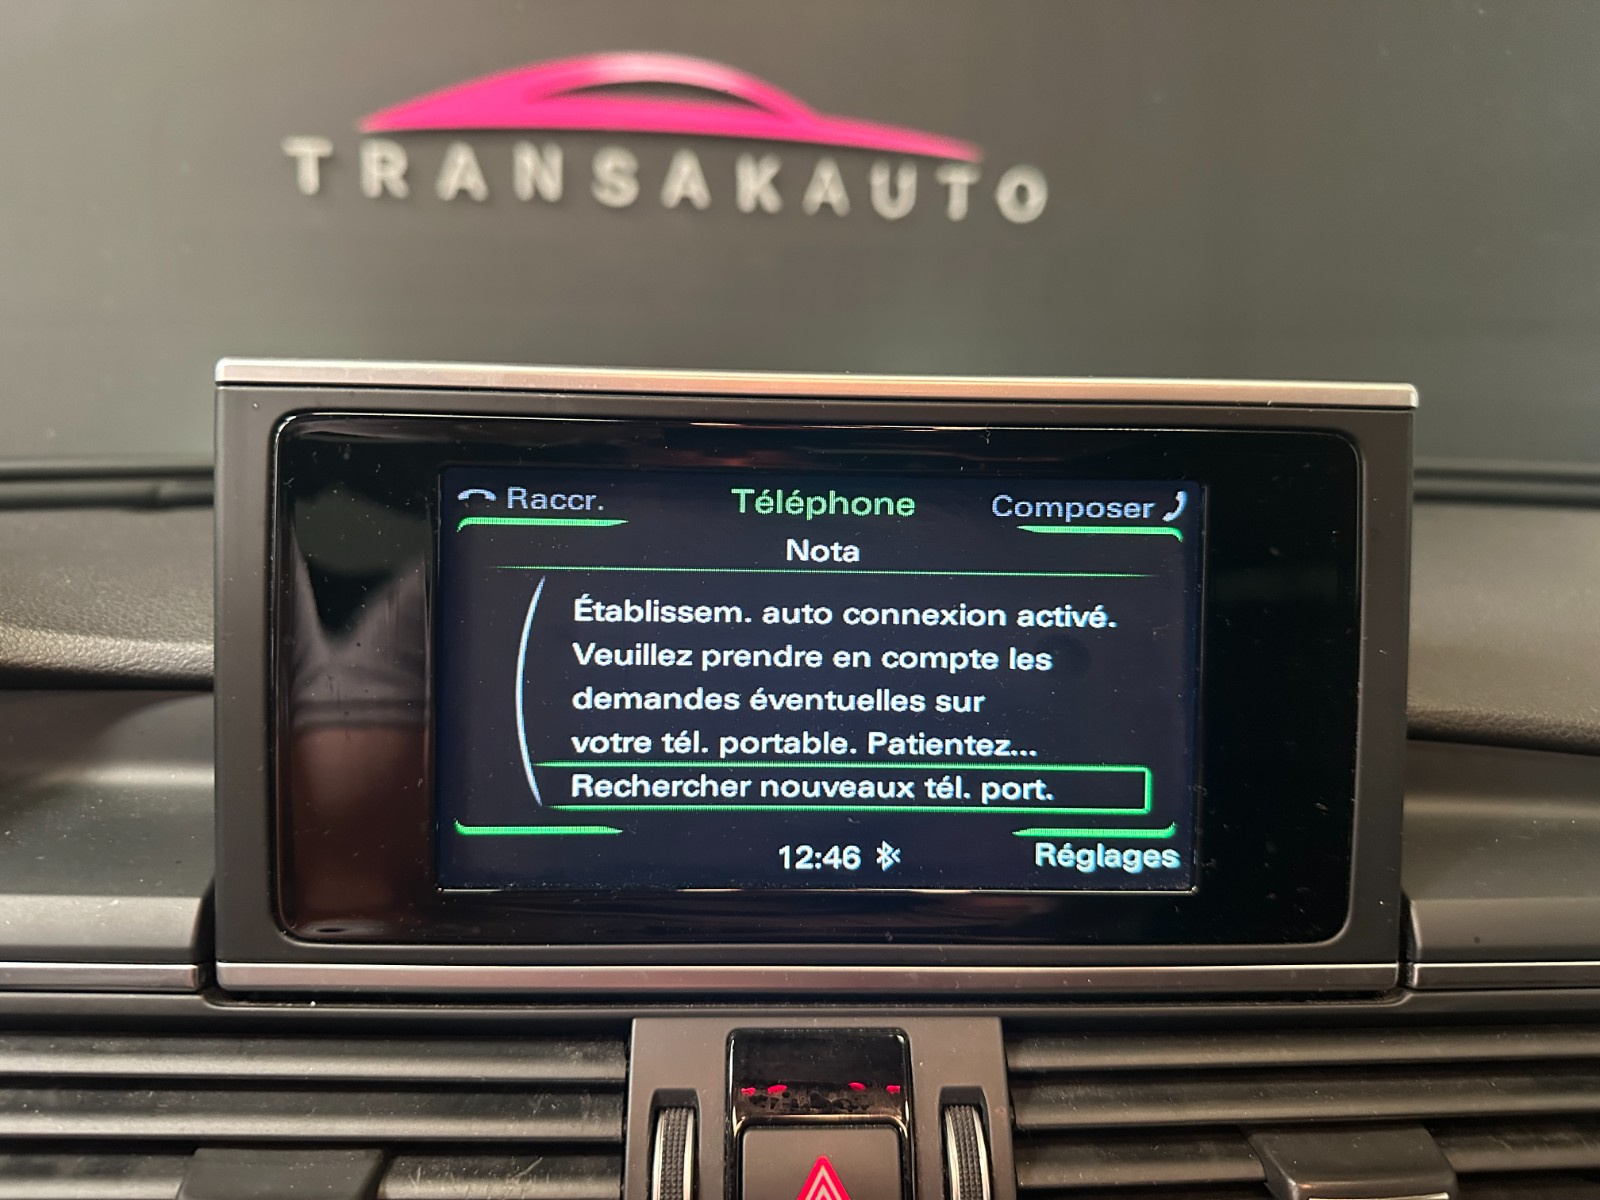 TRANSAKAUTO
Raccr. Téléphone Composer
Nota
Établissem. auto connexion activé.
Veuillez prendre en compte les
demandes éventuelles sur
votre tél. portable. Patientez...
Rechercher nouveaux tél. port.
12:46 Réglages